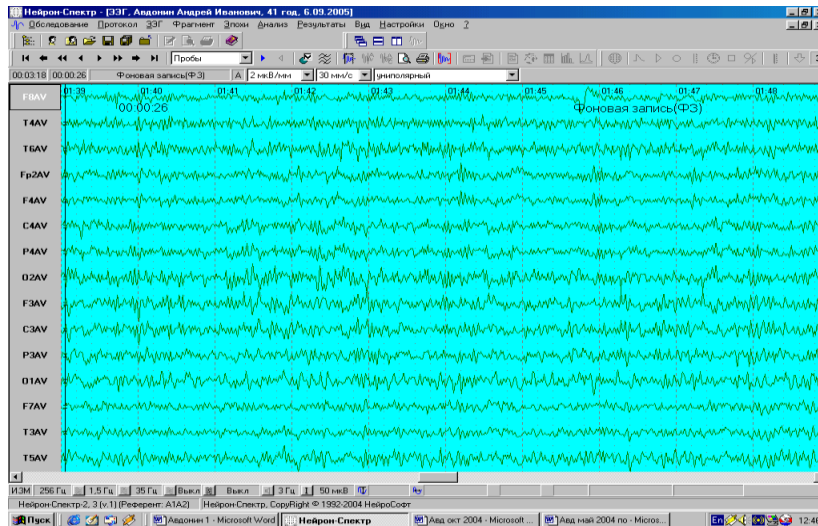 Нейрон-Спектр - [ЭЭГ, Авдонин Андрей Иванович, 41 год, 6.09.2005]
Обследование Протокол ЭЭГ Фрагмент Эпохи Анализ Результаты Вид Настройки Окно ?
Пробы
00:03:18 00:00:26 Фоновая запись(ФЗ) A 2 мкВ/мм 30 мм/с униполярный
01:39 01:40 01:41 01:42 01:43 01:44 01:45 01:46 01:47 01:48
F8AV
00:00:26 Фоновая запись(ФЗ)
T4AV
T6AV
Fp2AV
F4AV
C4AV
P4AV
O2AV
F3AV
C3AV
P3AV
O1AV
F7AV
T3AV
T5AV
ИЗМ 256 Гц 1.5 Гц 35 Гц Выкл Выкл 3 Гц 50 мкВ
Нейрон-Спектр-2, 3 (v.1) [Референт: A1A2] Нейрон-Спектр, CopyRight © 1992-2004 НейроСофт
Пуск Авдонин 1 - Microsoft Word Нейрон-Спектр Авд окт 2004 - Microsoft ... Авд май 2004 по - Micros... En